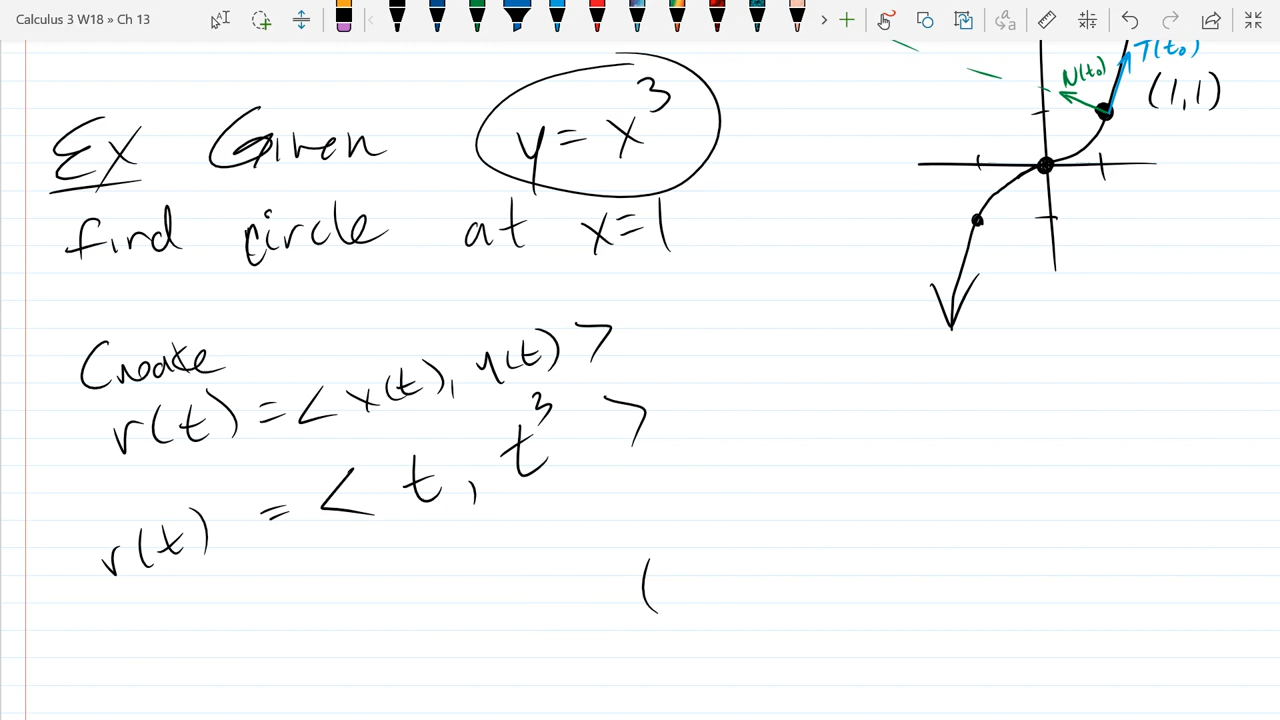 Calculus 3 W18 » Ch 13
Ex Given y = x³
find circle at x=1
T(t₀)
N(t₀)
(1,1)
Create
r(t) = < x(t), y(t) >
r(t) = < t, t³ >
(